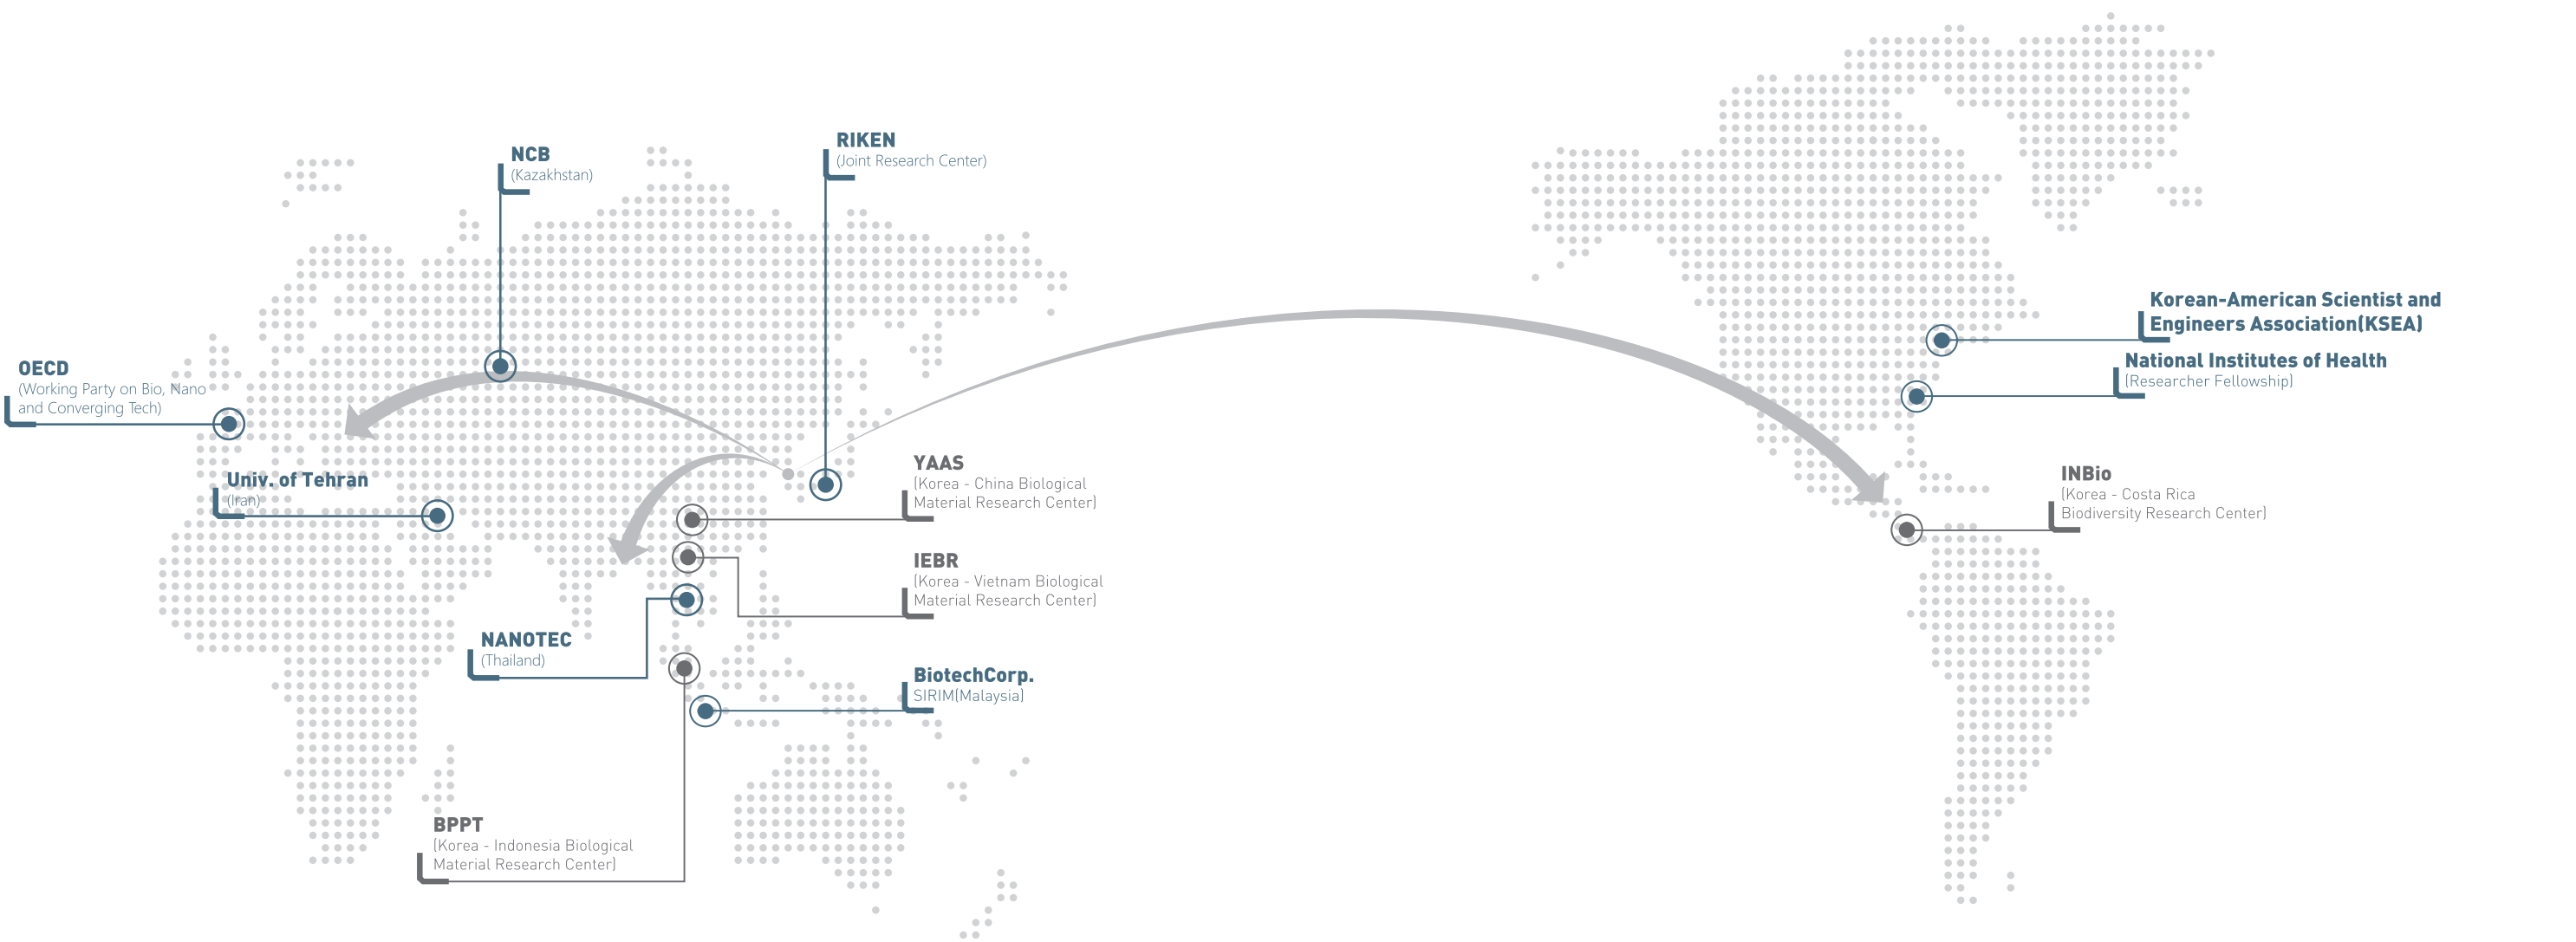 NCB
(Kazakhstan)
RIKEN
(Joint Research Center)
OECD
(Working Party on Bio, Nano
and Converging Tech)
Univ. of Tehran
(Iran)
YAAS
(Korea - China Biological
Material Research Center)
IEBR
(Korea - Vietnam Biological
Material Research Center)
NANOTEC
(Thailand)
BiotechCorp.
SIRIM(Malaysia)
BPPT
(Korea - Indonesia Biological
Material Research Center)
Korean-American Scientist and
Engineers Association(KSEA)
National Institutes of Health
(Researcher Fellowship)
INBio
(Korea - Costa Rica
Biodiversity Research Center)